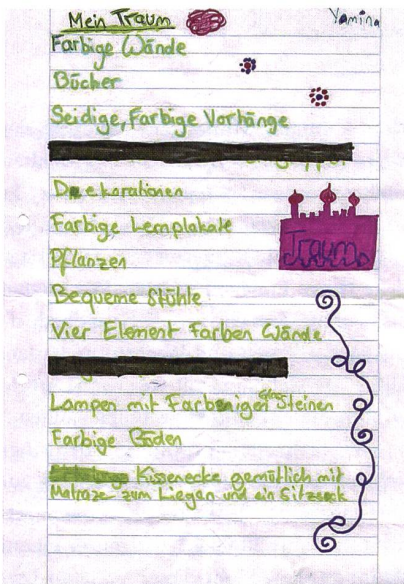 Mein Traum
Yamina
Farbige Wände
Bücher
Seidige, Farbige Vorhänge
Dekorationen
Farbige Lernplakate
Traum
Pflanzen
Bequeme Stühle
Vier Element Farben Wände
Lampen mit Farbenigen Glas Steinen
Farbige Böden
Kissenecke gemütlich mit
Matraze zum Liegen und ein Sitzsack